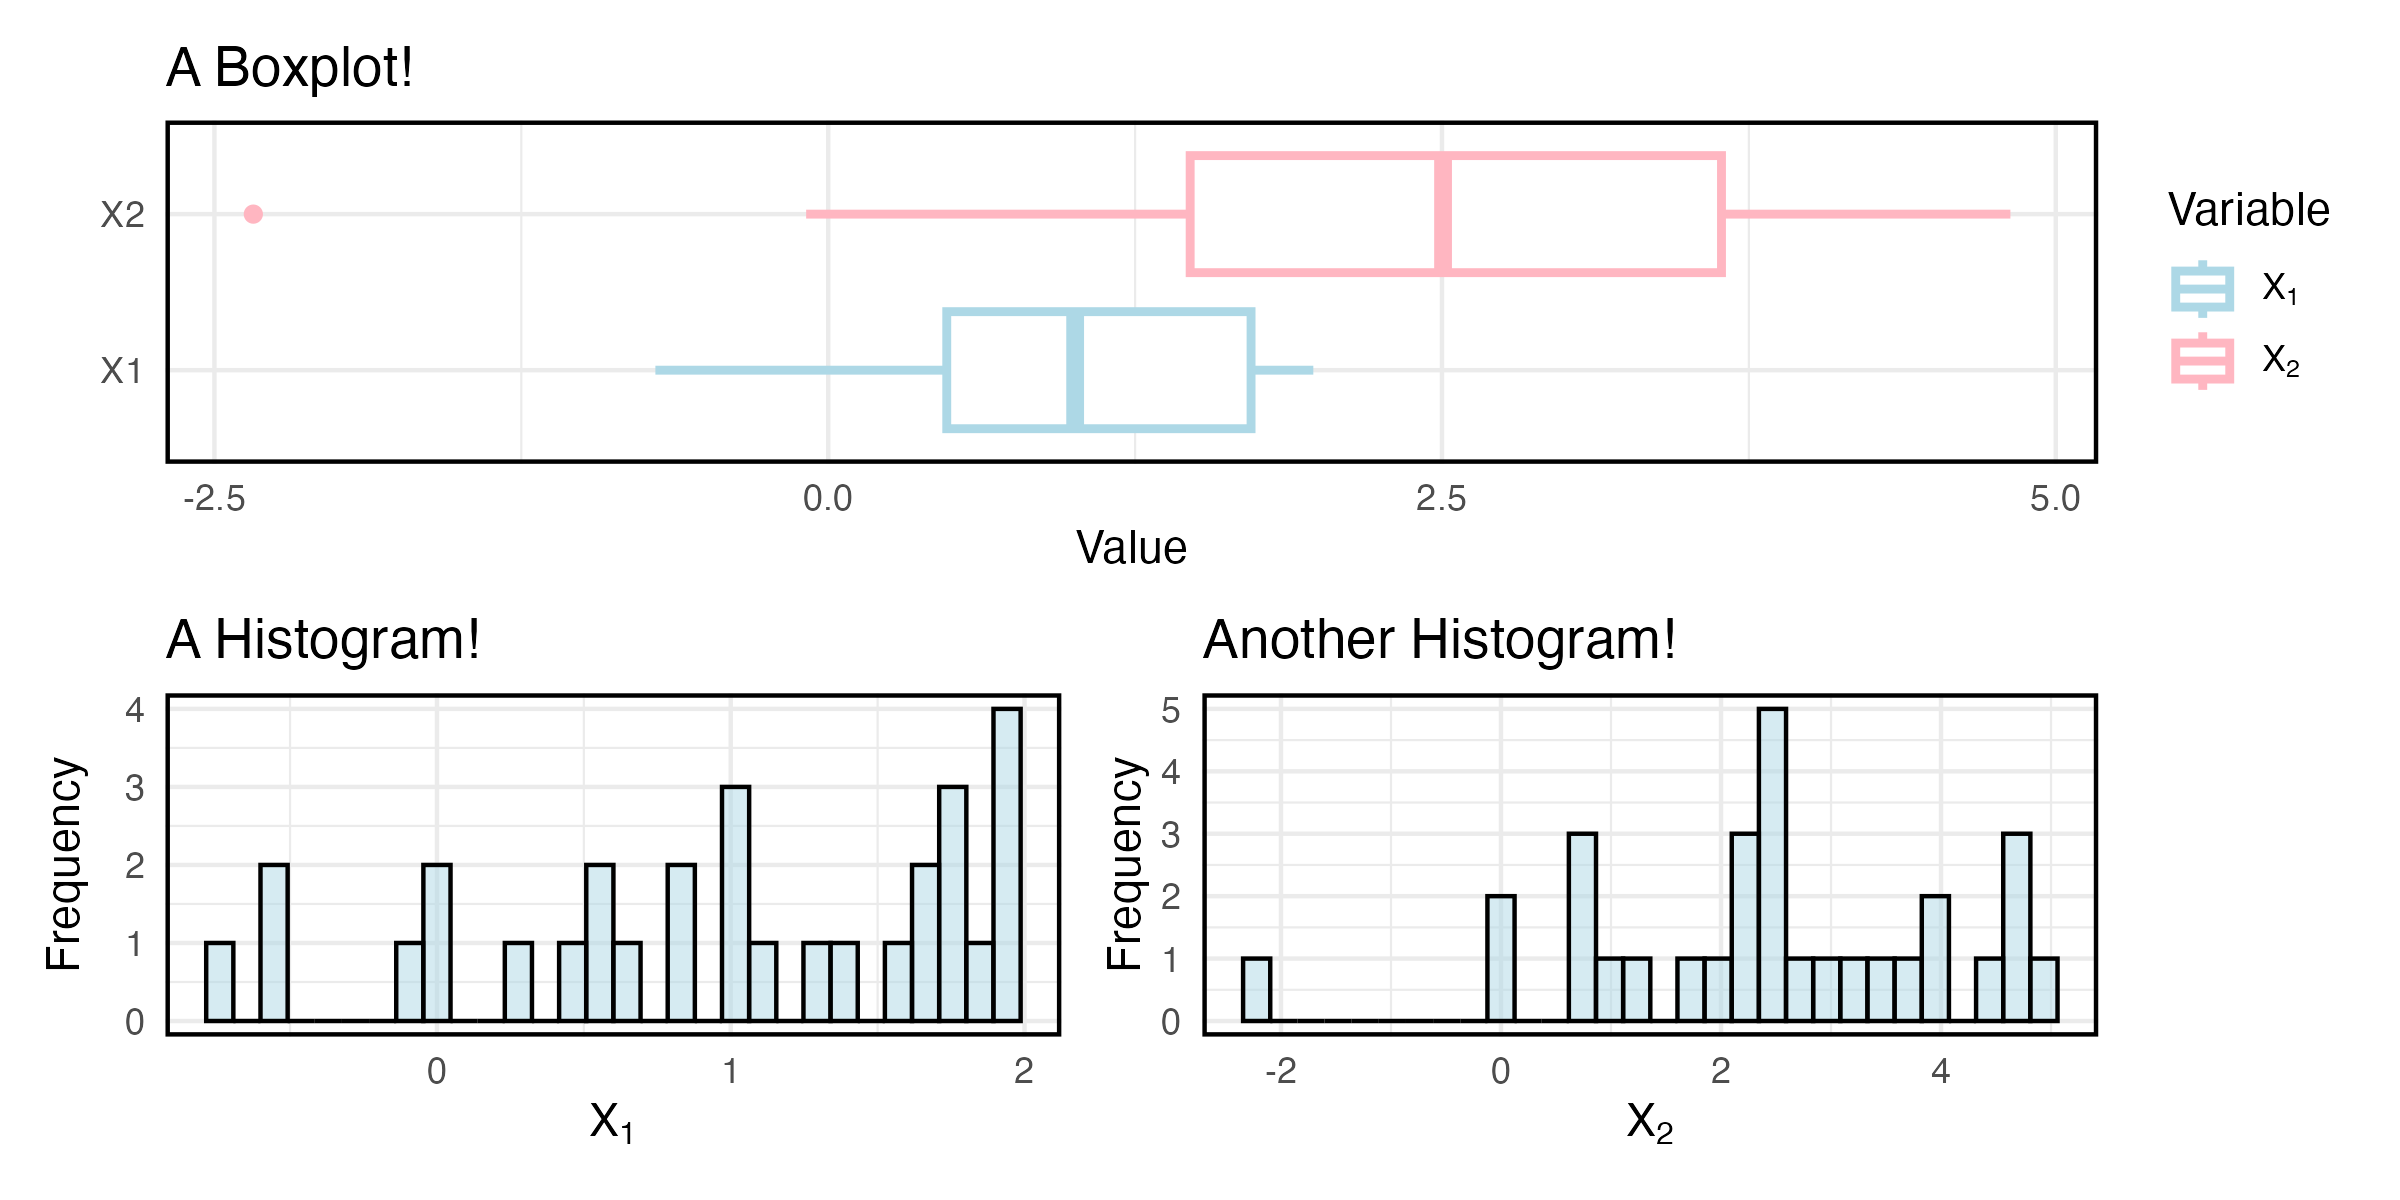 A Boxplot!
X2
X1
-2.5 0.0 2.5 5.0
Value
Variable
X₁
X₂
A Histogram!
Frequency
4
3
2
1
0
0 1 2
X₁
Another Histogram!
Frequency
5
4
3
2
1
0
-2 0 2 4
X₂